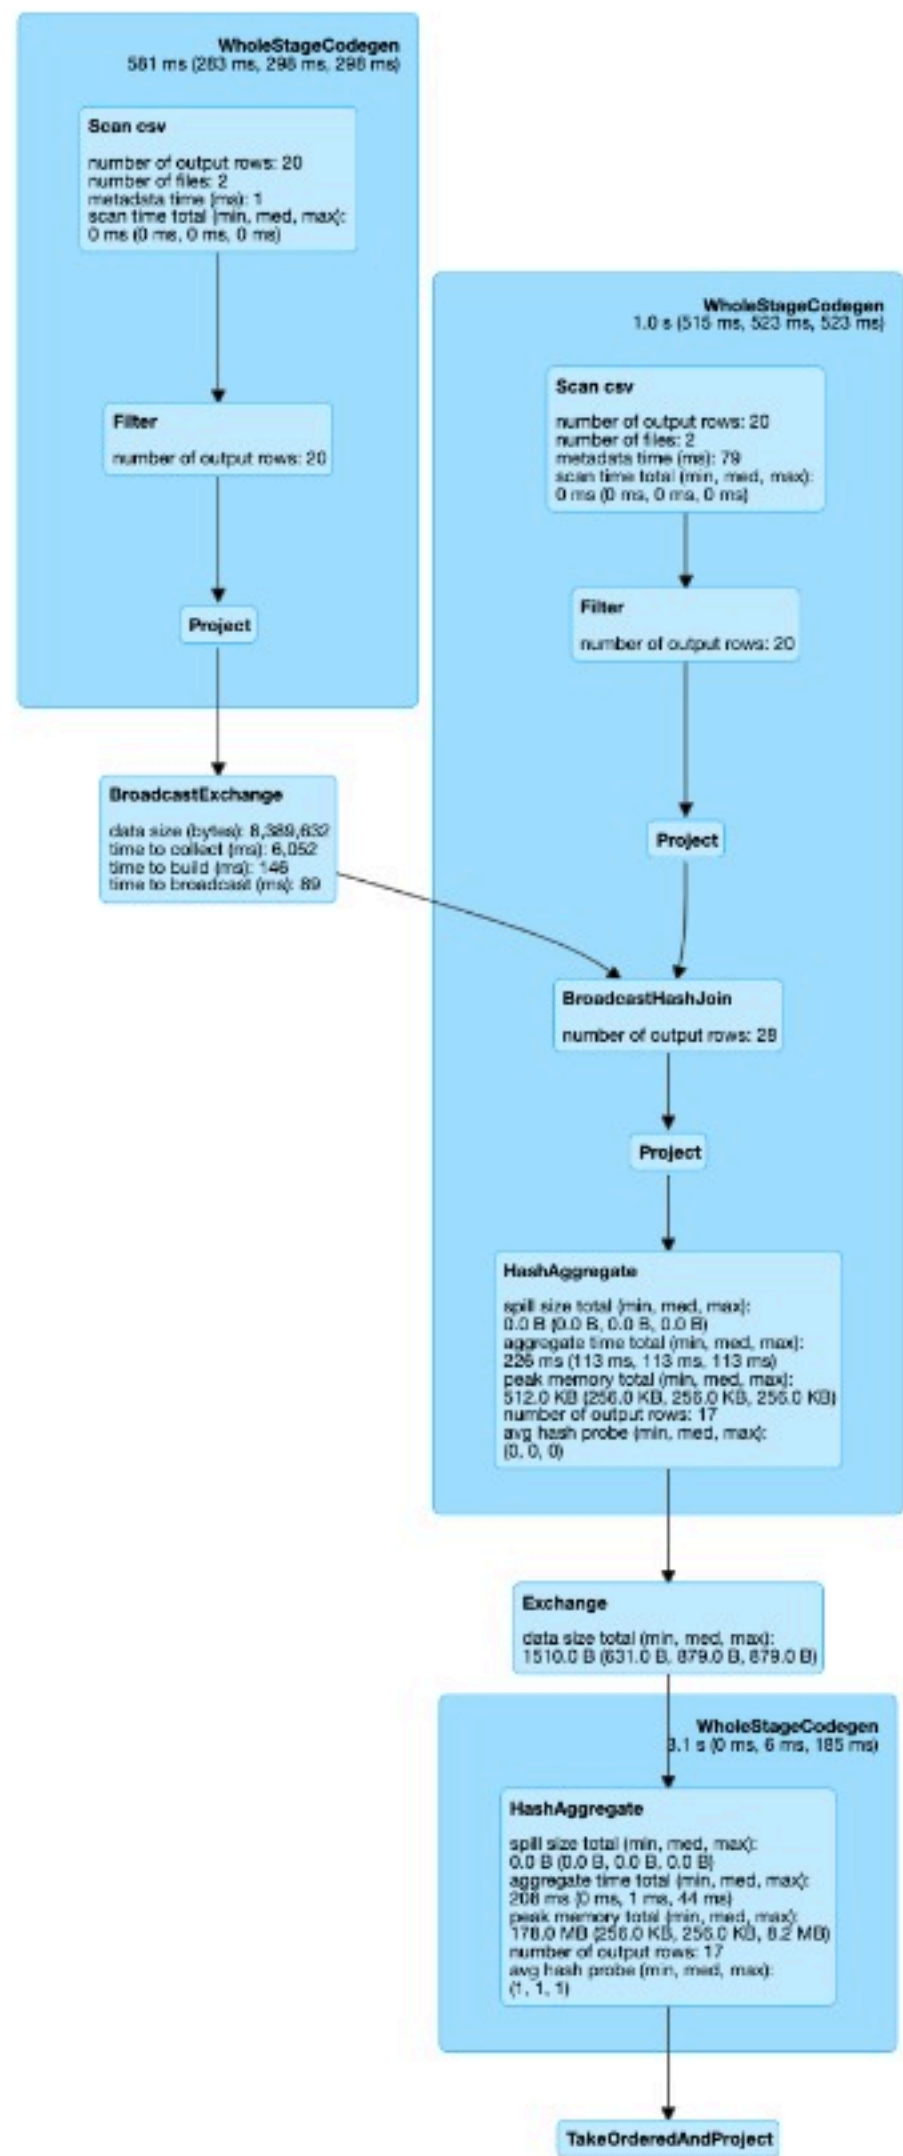 WholeStageCodegen
581 ms (283 ms, 298 ms, 298 ms)
Scan csv
number of output rows: 20
number of files: 2
metadata time (ms): 1
scan time total (min, med, max):
0 ms (0 ms, 0 ms, 0 ms)
Filter
number of output rows: 20
Project
BroadcastExchange
data size (bytes): 8,389,632
time to collect (ms): 6,052
time to build (ms): 146
time to broadcast (ms): 89
WholeStageCodegen
1.0 s (515 ms, 523 ms, 523 ms)
Scan csv
number of output rows: 20
number of files: 2
metadata time (ms): 79
scan time total (min, med, max):
0 ms (0 ms, 0 ms, 0 ms)
Filter
number of output rows: 20
Project
BroadcastHashJoin
number of output rows: 28
Project
HashAggregate
spill size total (min, med, max):
0.0 B (0.0 B, 0.0 B, 0.0 B)
aggregate time total (min, med, max):
226 ms (113 ms, 113 ms, 113 ms)
peak memory total (min, med, max):
512.0 KB (256.0 KB, 256.0 KB, 256.0 KB)
number of output rows: 17
avg hash probe (min, med, max):
(0, 0, 0)
Exchange
data size total (min, med, max):
1510.0 B (631.0 B, 879.0 B, 879.0 B)
WholeStageCodegen
3.1 s (0 ms, 6 ms, 185 ms)
HashAggregate
spill size total (min, med, max):
0.0 B (0.0 B, 0.0 B, 0.0 B)
aggregate time total (min, med, max):
208 ms (0 ms, 1 ms, 44 ms)
peak memory total (min, med, max):
178.0 MB (256.0 KB, 256.0 KB, 8.2 MB)
number of output rows: 17
avg hash probe (min, med, max):
(1, 1, 1)
TakeOrderedAndProject